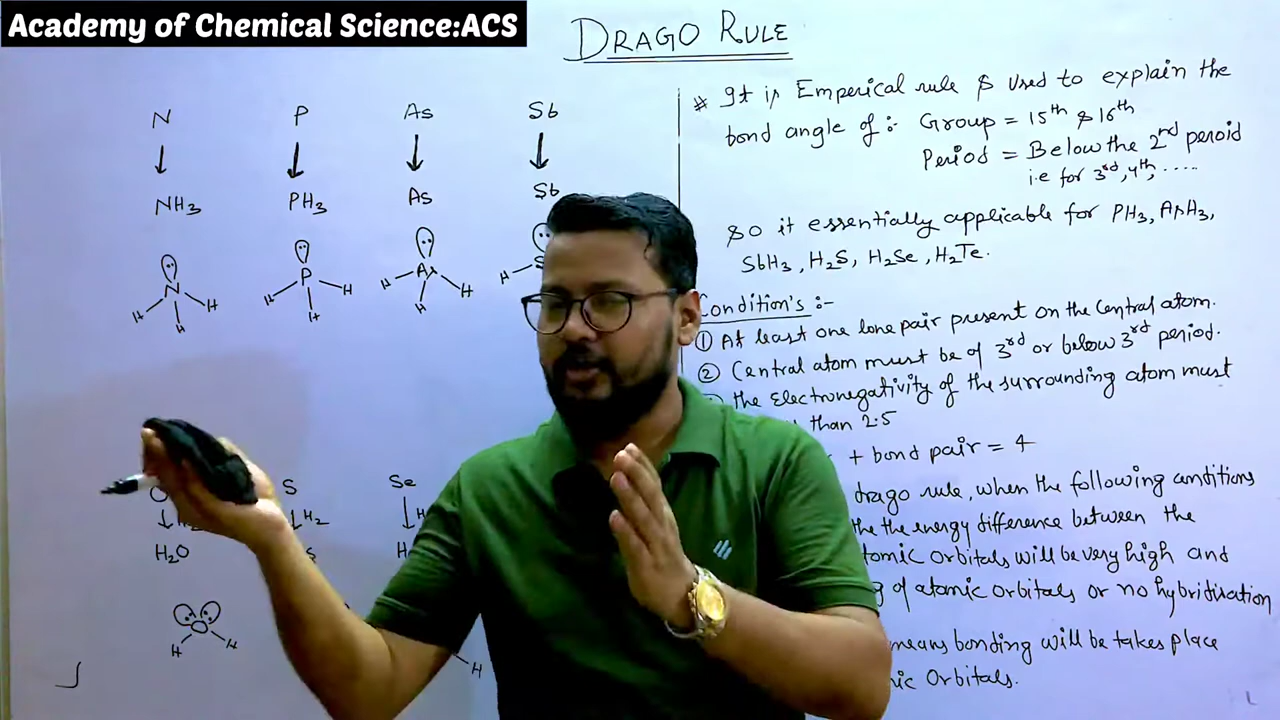 Academy of Chemical Science:ACS
DRAGO RULE
N P As Sb
NH3 PH3 As Sb
N H H H
P H H H
As H H H
H
O S Se
H2 H
H2O H
O H H
H
* It is Emperical rule & used to explain the
bond angle of :- Group = 15th & 16th
Period = Below the 2nd peroid
i.e for 3rd, 4th, .....
so it essentially applicable for PH3, AsH3,
SbH3, H2S, H2Se, H2Te.
Condition's :-
① At least one lone pair present on the Central atom.
② Central atom must be of 3rd or below 3rd period.
the Electronegativity of the surrounding atom must
than 2.5
+ bond pair = 4
drago rule, when the following conditions
the the energy difference between the
atomic orbitals will be very high and
of atomic orbitals or no hybridisation
means bonding will be takes place
Orbitals.